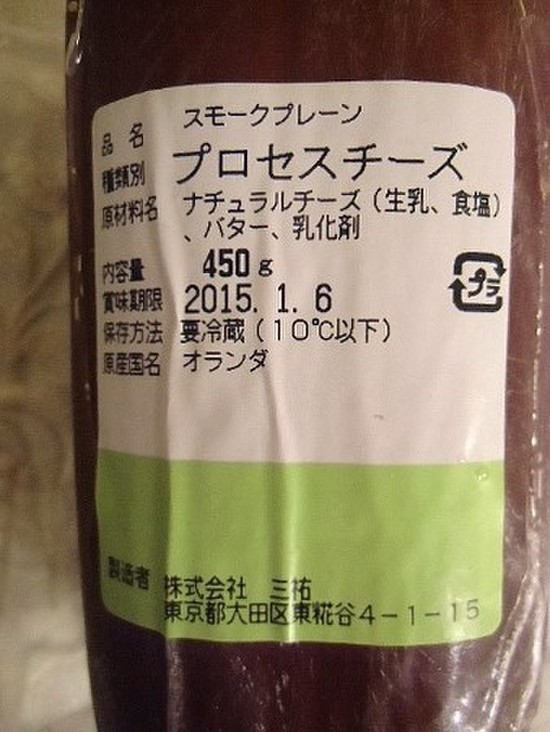 品名 スモークプレーン
種類別 プロセスチーズ
原材料名 ナチュラルチーズ（生乳、食塩）
、バター、乳化剤
内容量 450g
賞味期限 2015. 1. 6
保存方法 要冷蔵（10℃以下）
原産国名 オランダ
プラ
製造者 株式会社 三祐
東京都大田区東糀谷4－1－15